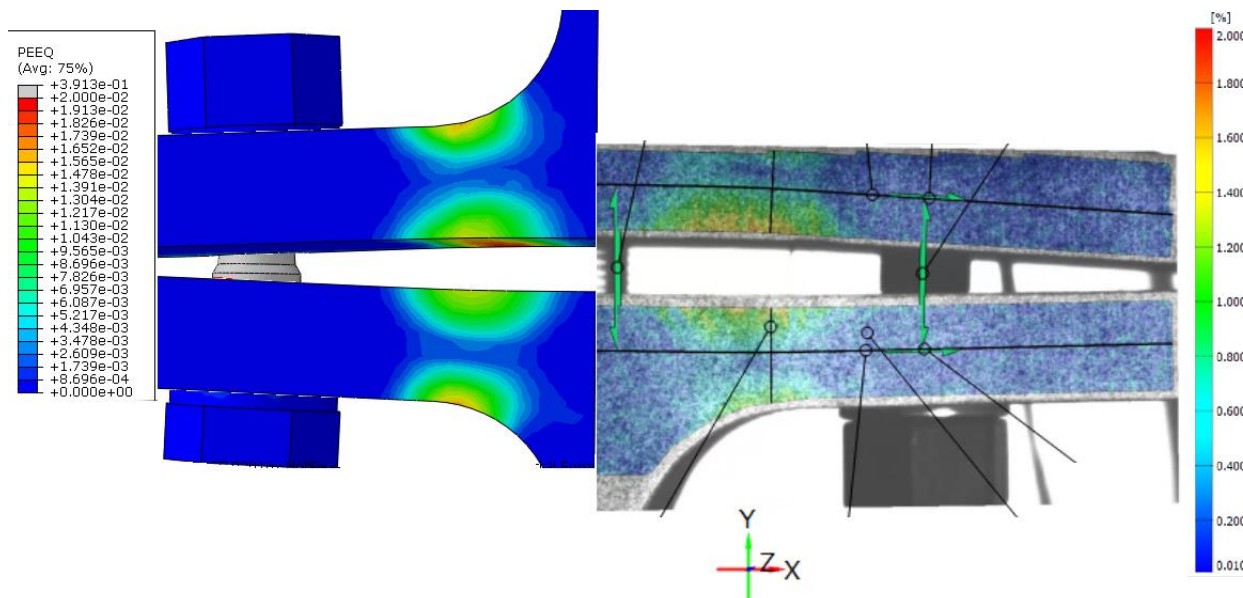 PEEQ
(Avg: 75%)
+3.913e-01
+2.000e-02
+1.913e-02
+1.826e-02
+1.739e-02
+1.652e-02
+1.565e-02
+1.478e-02
+1.391e-02
+1.304e-02
+1.217e-02
+1.130e-02
+1.043e-02
+9.565e-03
+8.696e-03
+7.826e-03
+6.957e-03
+6.087e-03
+5.217e-03
+4.348e-03
+3.478e-03
+2.609e-03
+1.739e-03
+8.696e-04
+0.000e+00
[%]
2.000
1.800
1.600
1.400
1.200
1.000
0.800
0.600
0.400
0.200
0.010
Y
Z
X